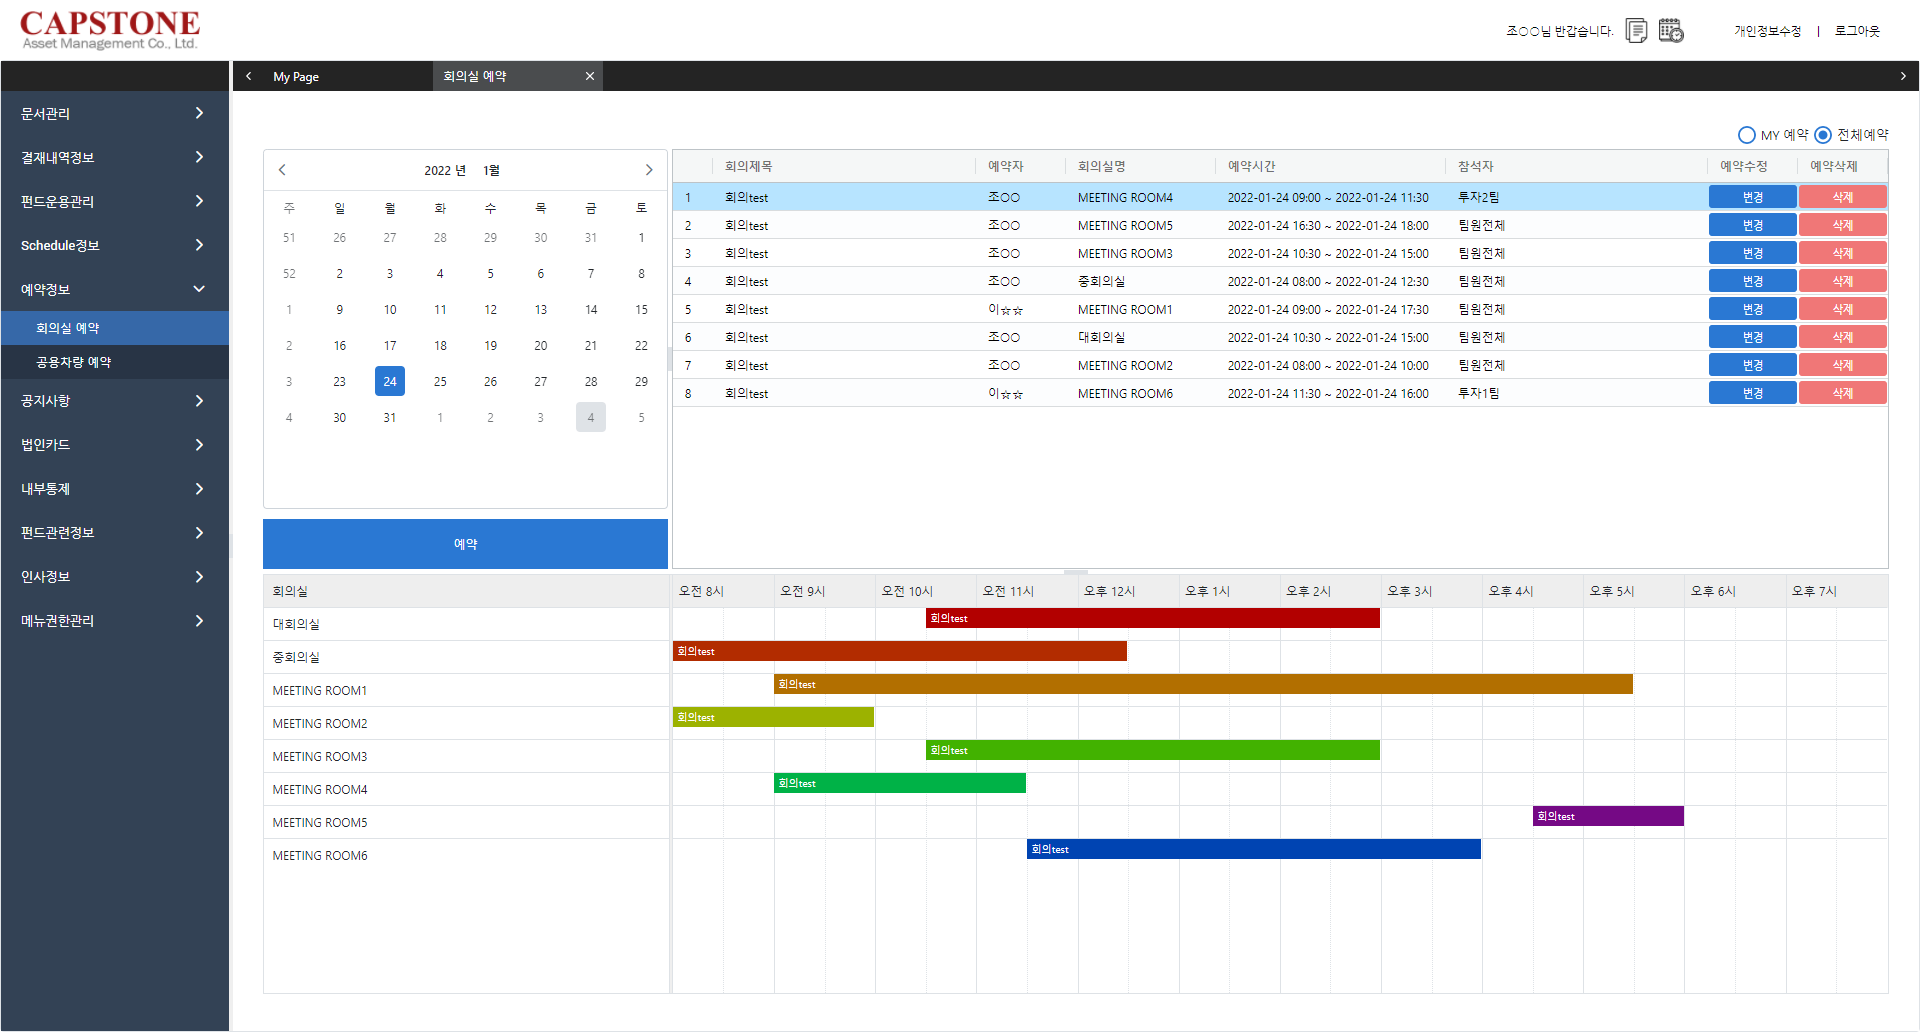 CAPSTONE
Asset Management Co., Ltd.
조○○님 반갑습니다.
개인정보수정 | 로그아웃
My Page
회의실 예약
문서관리
결재내역정보
펀드운용관리
Schedule정보
예약정보
회의실 예약
공용차량 예약
공지사항
법인카드
내부통제
펀드관련정보
인사정보
메뉴권한관리
MY 예약 전체예약
2022 년 1월
주 일 월 화 수 목 금 토
51 26 27 28 29 30 31 1
52 2 3 4 5 6 7 8
1 9 10 11 12 13 14 15
2 16 17 18 19 20 21 22
3 23 24 25 26 27 28 29
4 30 31 1 2 3 4 5
예약
회의제목 예약자 회의실명 예약시간 참석자 예약수정 예약삭제
1 회의test 조○○ MEETING ROOM4 2022-01-24 09:00 ~ 2022-01-24 11:30 투자2팀 변경 삭제
2 회의test 조○○ MEETING ROOM5 2022-01-24 16:30 ~ 2022-01-24 18:00 팀원전체 변경 삭제
3 회의test 조○○ MEETING ROOM3 2022-01-24 10:30 ~ 2022-01-24 15:00 팀원전체 변경 삭제
4 회의test 조○○ 중회의실 2022-01-24 08:00 ~ 2022-01-24 12:30 팀원전체 변경 삭제
5 회의test 이☆☆ MEETING ROOM1 2022-01-24 09:00 ~ 2022-01-24 17:30 팀원전체 변경 삭제
6 회의test 조○○ 대회의실 2022-01-24 10:30 ~ 2022-01-24 15:00 팀원전체 변경 삭제
7 회의test 조○○ MEETING ROOM2 2022-01-24 08:00 ~ 2022-01-24 10:00 팀원전체 변경 삭제
8 회의test 이☆☆ MEETING ROOM6 2022-01-24 11:30 ~ 2022-01-24 16:00 투자1팀 변경 삭제
회의실 오전 8시 오전 9시 오전 10시 오전 11시 오후 12시 오후 1시 오후 2시 오후 3시 오후 4시 오후 5시 오후 6시 오후 7시
대회의실 회의test
중회의실 회의test
MEETING ROOM1 회의test
MEETING ROOM2 회의test
MEETING ROOM3 회의test
MEETING ROOM4 회의test
MEETING ROOM5 회의test
MEETING ROOM6 회의test